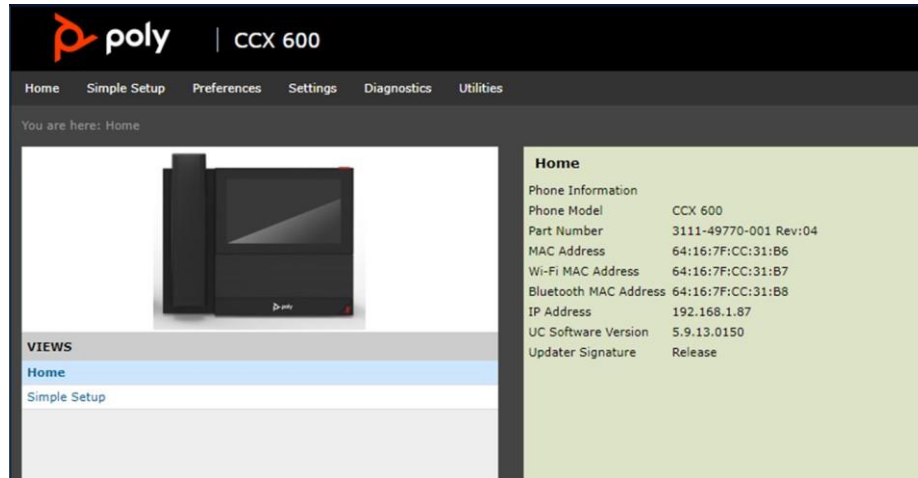 poly | CCX 600
Home Simple Setup Preferences Settings Diagnostics Utilities
You are here: Home
poly
VIEWS
Home
Simple Setup
Home
Phone Information
Phone Model CCX 600
Part Number 3111-49770-001 Rev:04
MAC Address 64:16:7F:CC:31:B6
Wi-Fi MAC Address 64:16:7F:CC:31:B7
Bluetooth MAC Address 64:16:7F:CC:31:B8
IP Address 192.168.1.87
UC Software Version 5.9.13.0150
Updater Signature Release